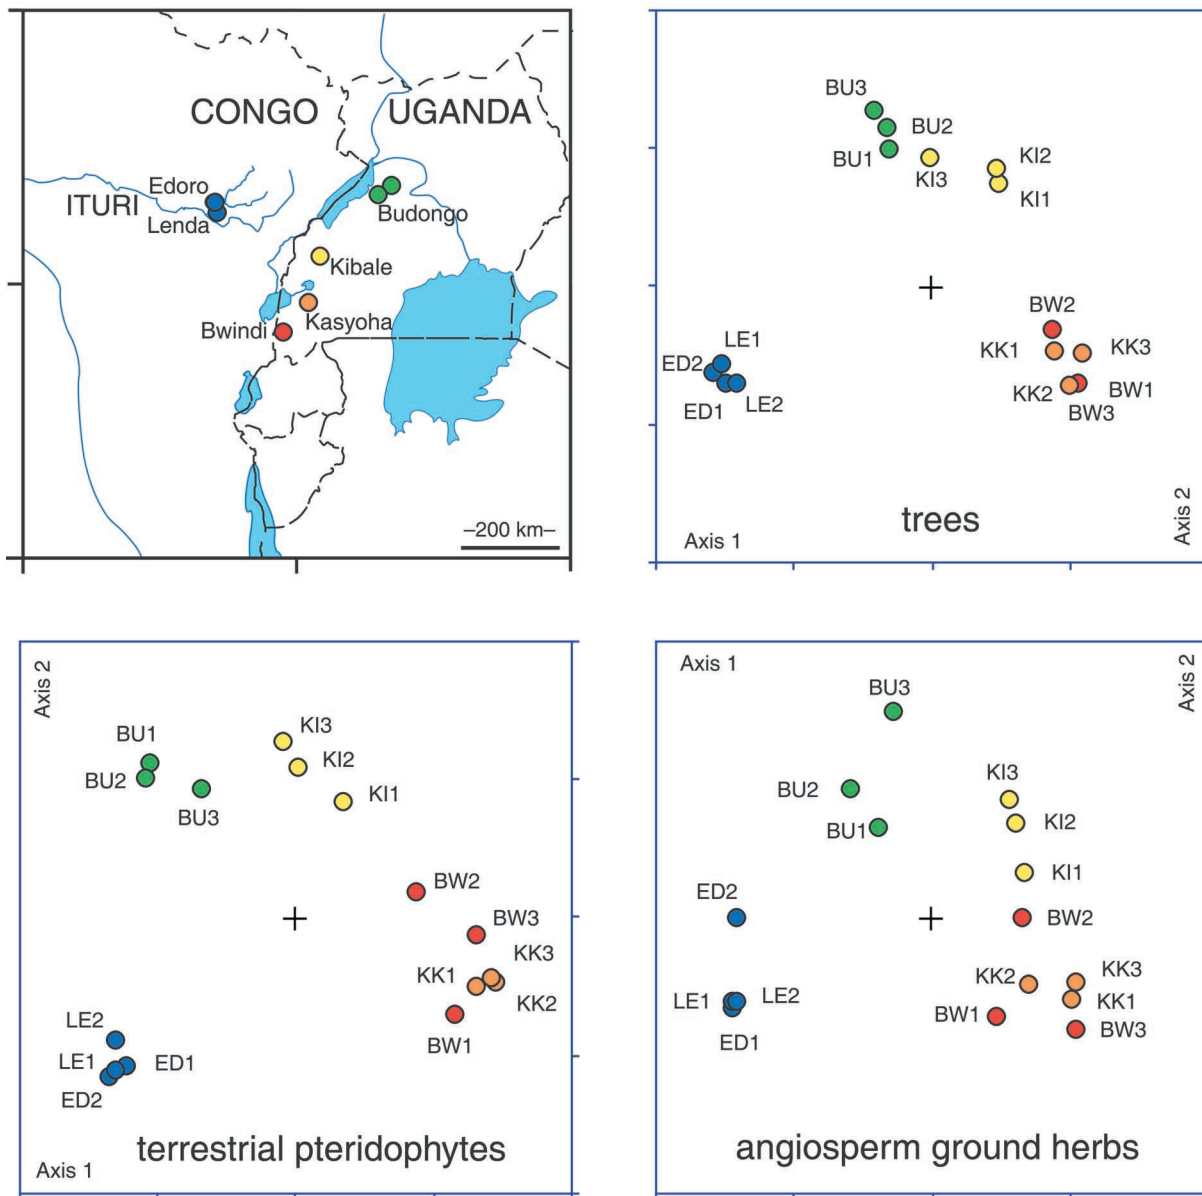 CONGO
UGANDA
Edoro
ITURI
Lenda
Budongo
Kibale
Kasyoha
Bwindi
–200 km–
BU3
BU2
BU1
KI3
KI2
KI1
BW2
KK1
KK3
KK2
BW1
BW3
LE1
ED2
ED1
LE2
trees
Axis 1
Axis 2
Axis 2
BU1
BU2
BU3
KI3
KI2
KI1
BW2
BW3
KK3
KK1
KK2
BW1
LE2
LE1
ED1
ED2
terrestrial pteridophytes
Axis 1
Axis 1
Axis 2
BU3
BU2
BU1
KI3
KI2
KI1
ED2
BW2
KK2
KK3
LE1
LE2
KK1
BW1
BW3
ED1
angiosperm ground herbs